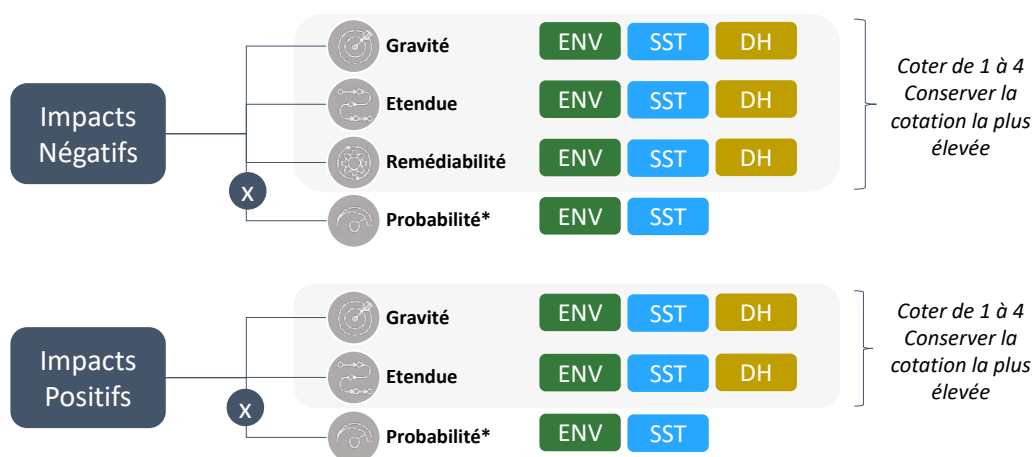 Impacts
Négatifs
X
Gravité ENV SST DH
Etendue ENV SST DH
Remédiabilité ENV SST DH
Probabilité* ENV SST
Coter de 1 à 4
Conserver la
cotation la plus
élevée
Impacts
Positifs
X
Gravité ENV SST DH
Etendue ENV SST DH
Probabilité* ENV SST
Coter de 1 à 4
Conserver la
cotation la plus
élevée